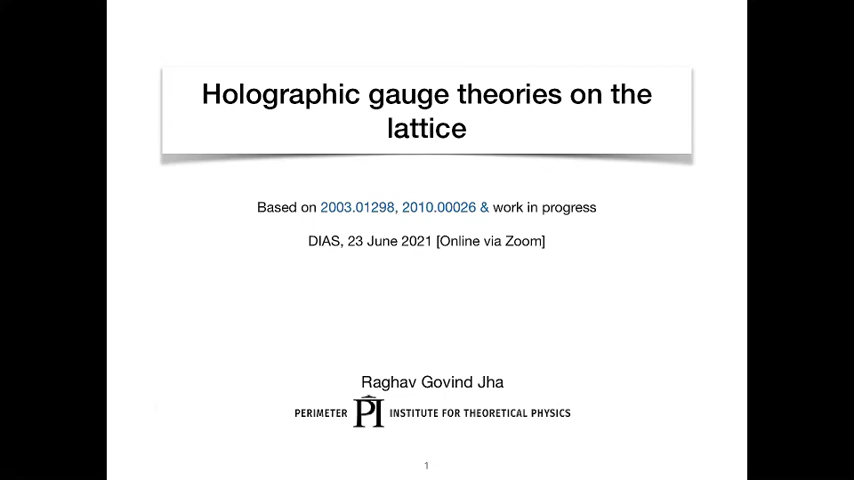 Holographic gauge theories on the
lattice
Based on 2003.01298, 2010.00026 & work in progress
DIAS, 23 June 2021 [Online via Zoom]
Raghav Govind Jha
PERIMETER PI INSTITUTE FOR THEORETICAL PHYSICS
1